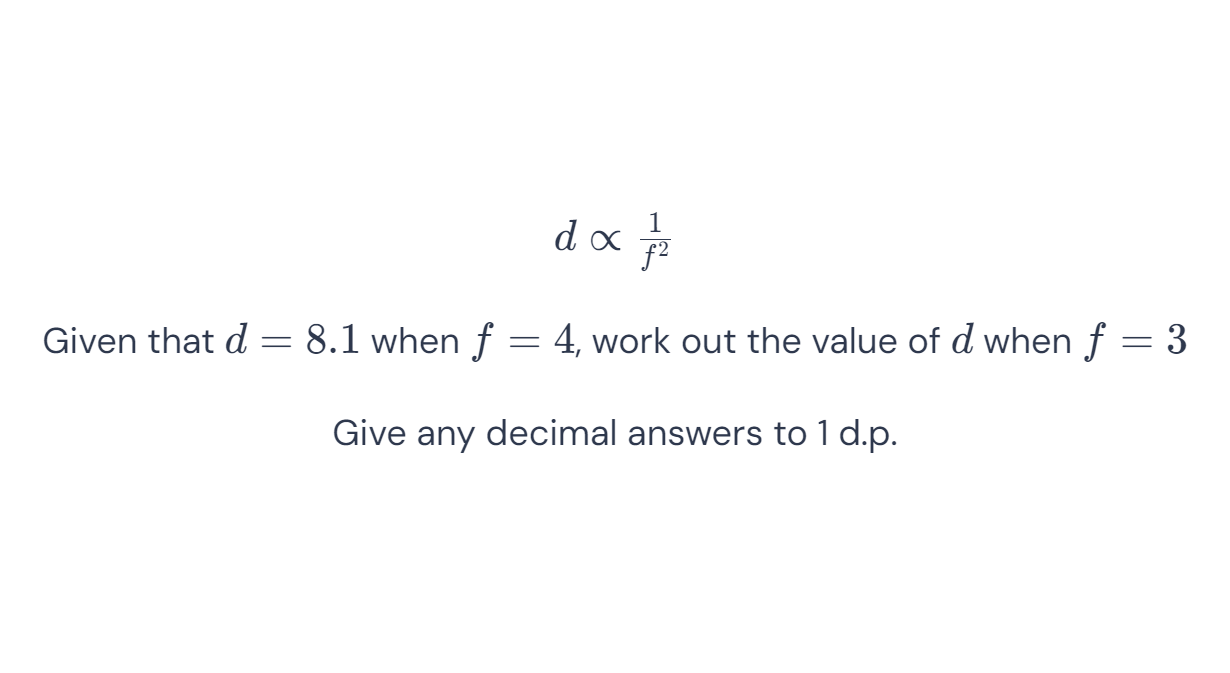 d ∝ 1/f²
Given that d = 8.1 when f = 4, work out the value of d when f = 3
Give any decimal answers to 1 d.p.